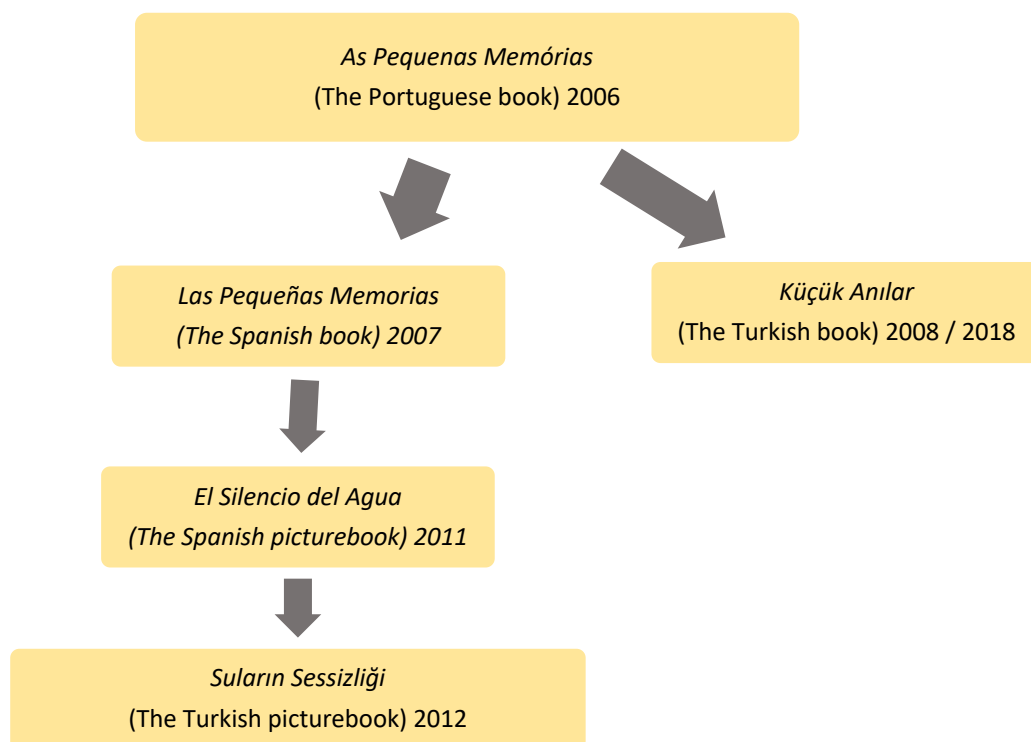 As Pequenas Memórias
(The Portuguese book) 2006
Las Pequeñas Memorias
(The Spanish book) 2007
Küçük Anılar
(The Turkish book) 2008 / 2018
El Silencio del Agua
(The Spanish picturebook) 2011
Suların Sessizliği
(The Turkish picturebook) 2012